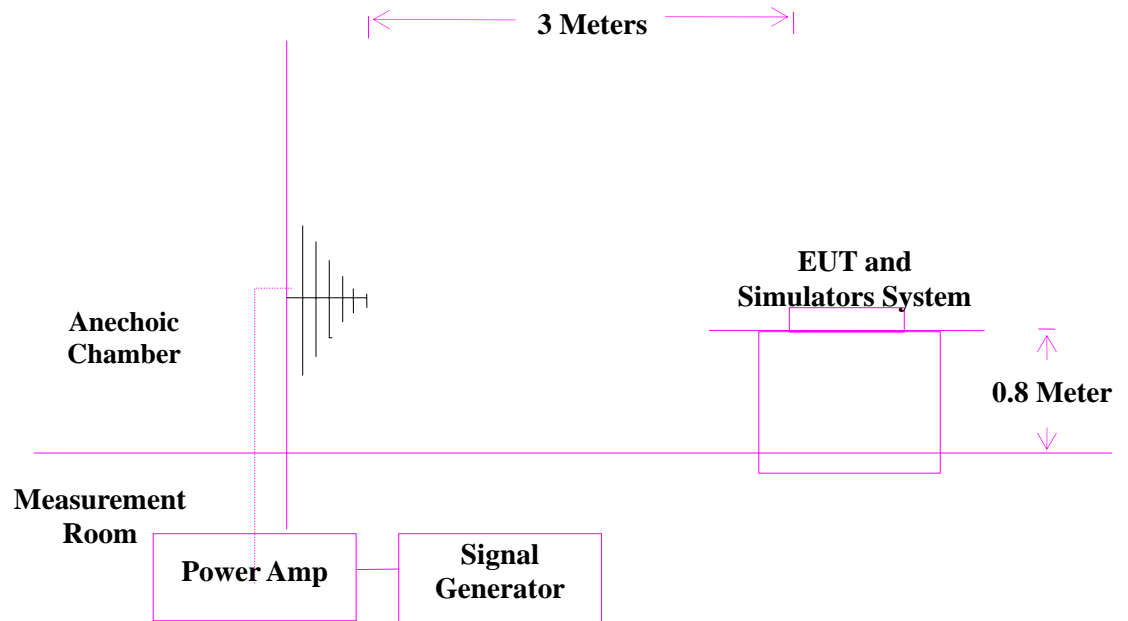 3 Meters
EUT and
Simulators System
Anechoic
Chamber
0.8 Meter
Measurement
Room
Power Amp
Signal
Generator